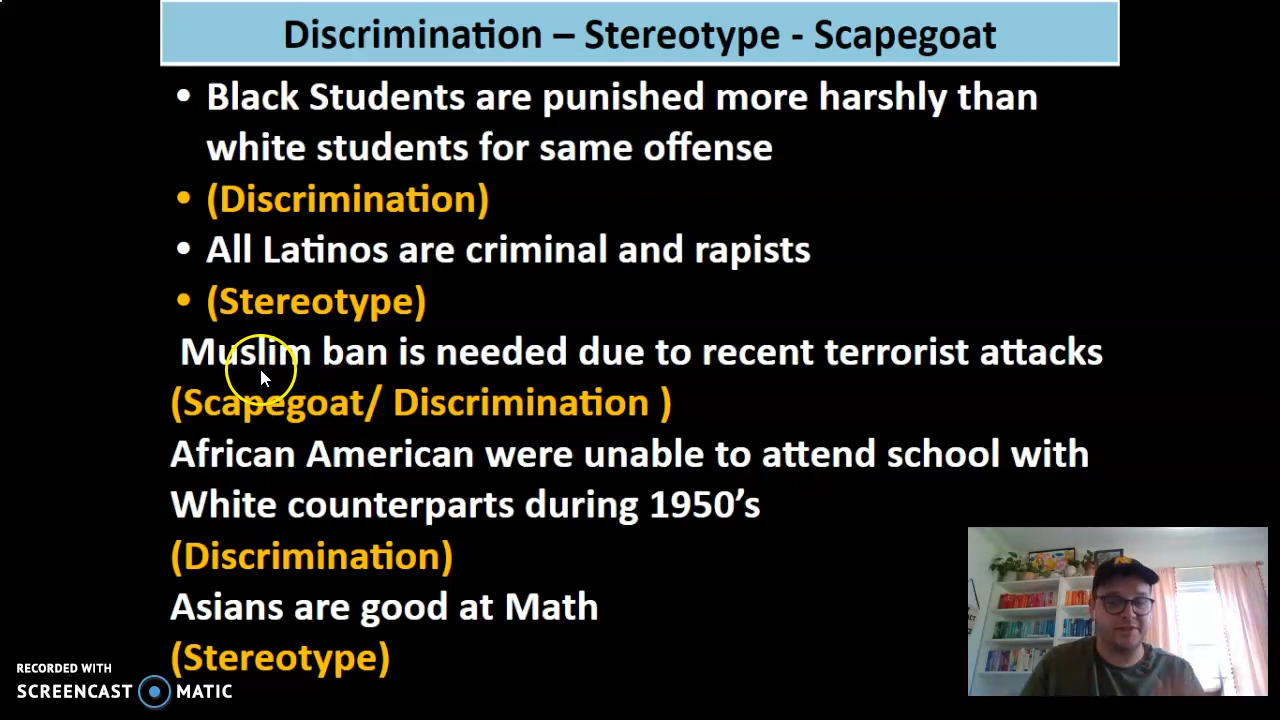 Discrimination – Stereotype - Scapegoat
• Black Students are punished more harshly than
white students for same offense
• (Discrimination)
• All Latinos are criminal and rapists
• (Stereotype)
Muslim ban is needed due to recent terrorist attacks
(Scapegoat/ Discrimination )
African American were unable to attend school with
White counterparts during 1950’s
(Discrimination)
Asians are good at Math
(Stereotype)
RECORDED WITH
SCREENCAST MATIC